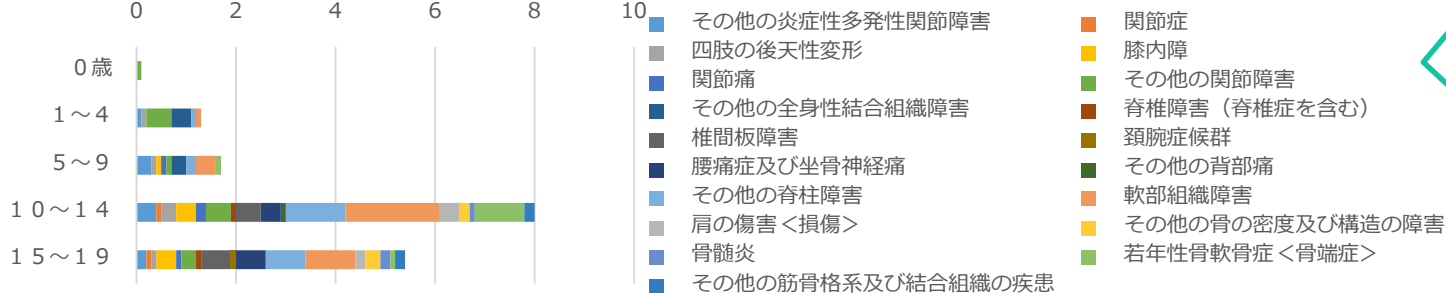 0 2 4 6 8 10
0歳
1～4
5～9
10～14
15～19
その他の炎症性多発性関節障害
関節症
四肢の後天性変形
膝内障
関節痛
その他の関節障害
その他の全身性結合組織障害
脊椎障害（脊椎症を含む）
椎間板障害
頚腕症候群
腰痛症及び坐骨神経痛
その他の背部痛
その他の脊柱障害
軟部組織障害
肩の傷害＜損傷＞
その他の骨の密度及び構造の障害
骨髄炎
若年性骨軟骨症＜骨端症＞
その他の筋骨格系及び結合組織の疾患